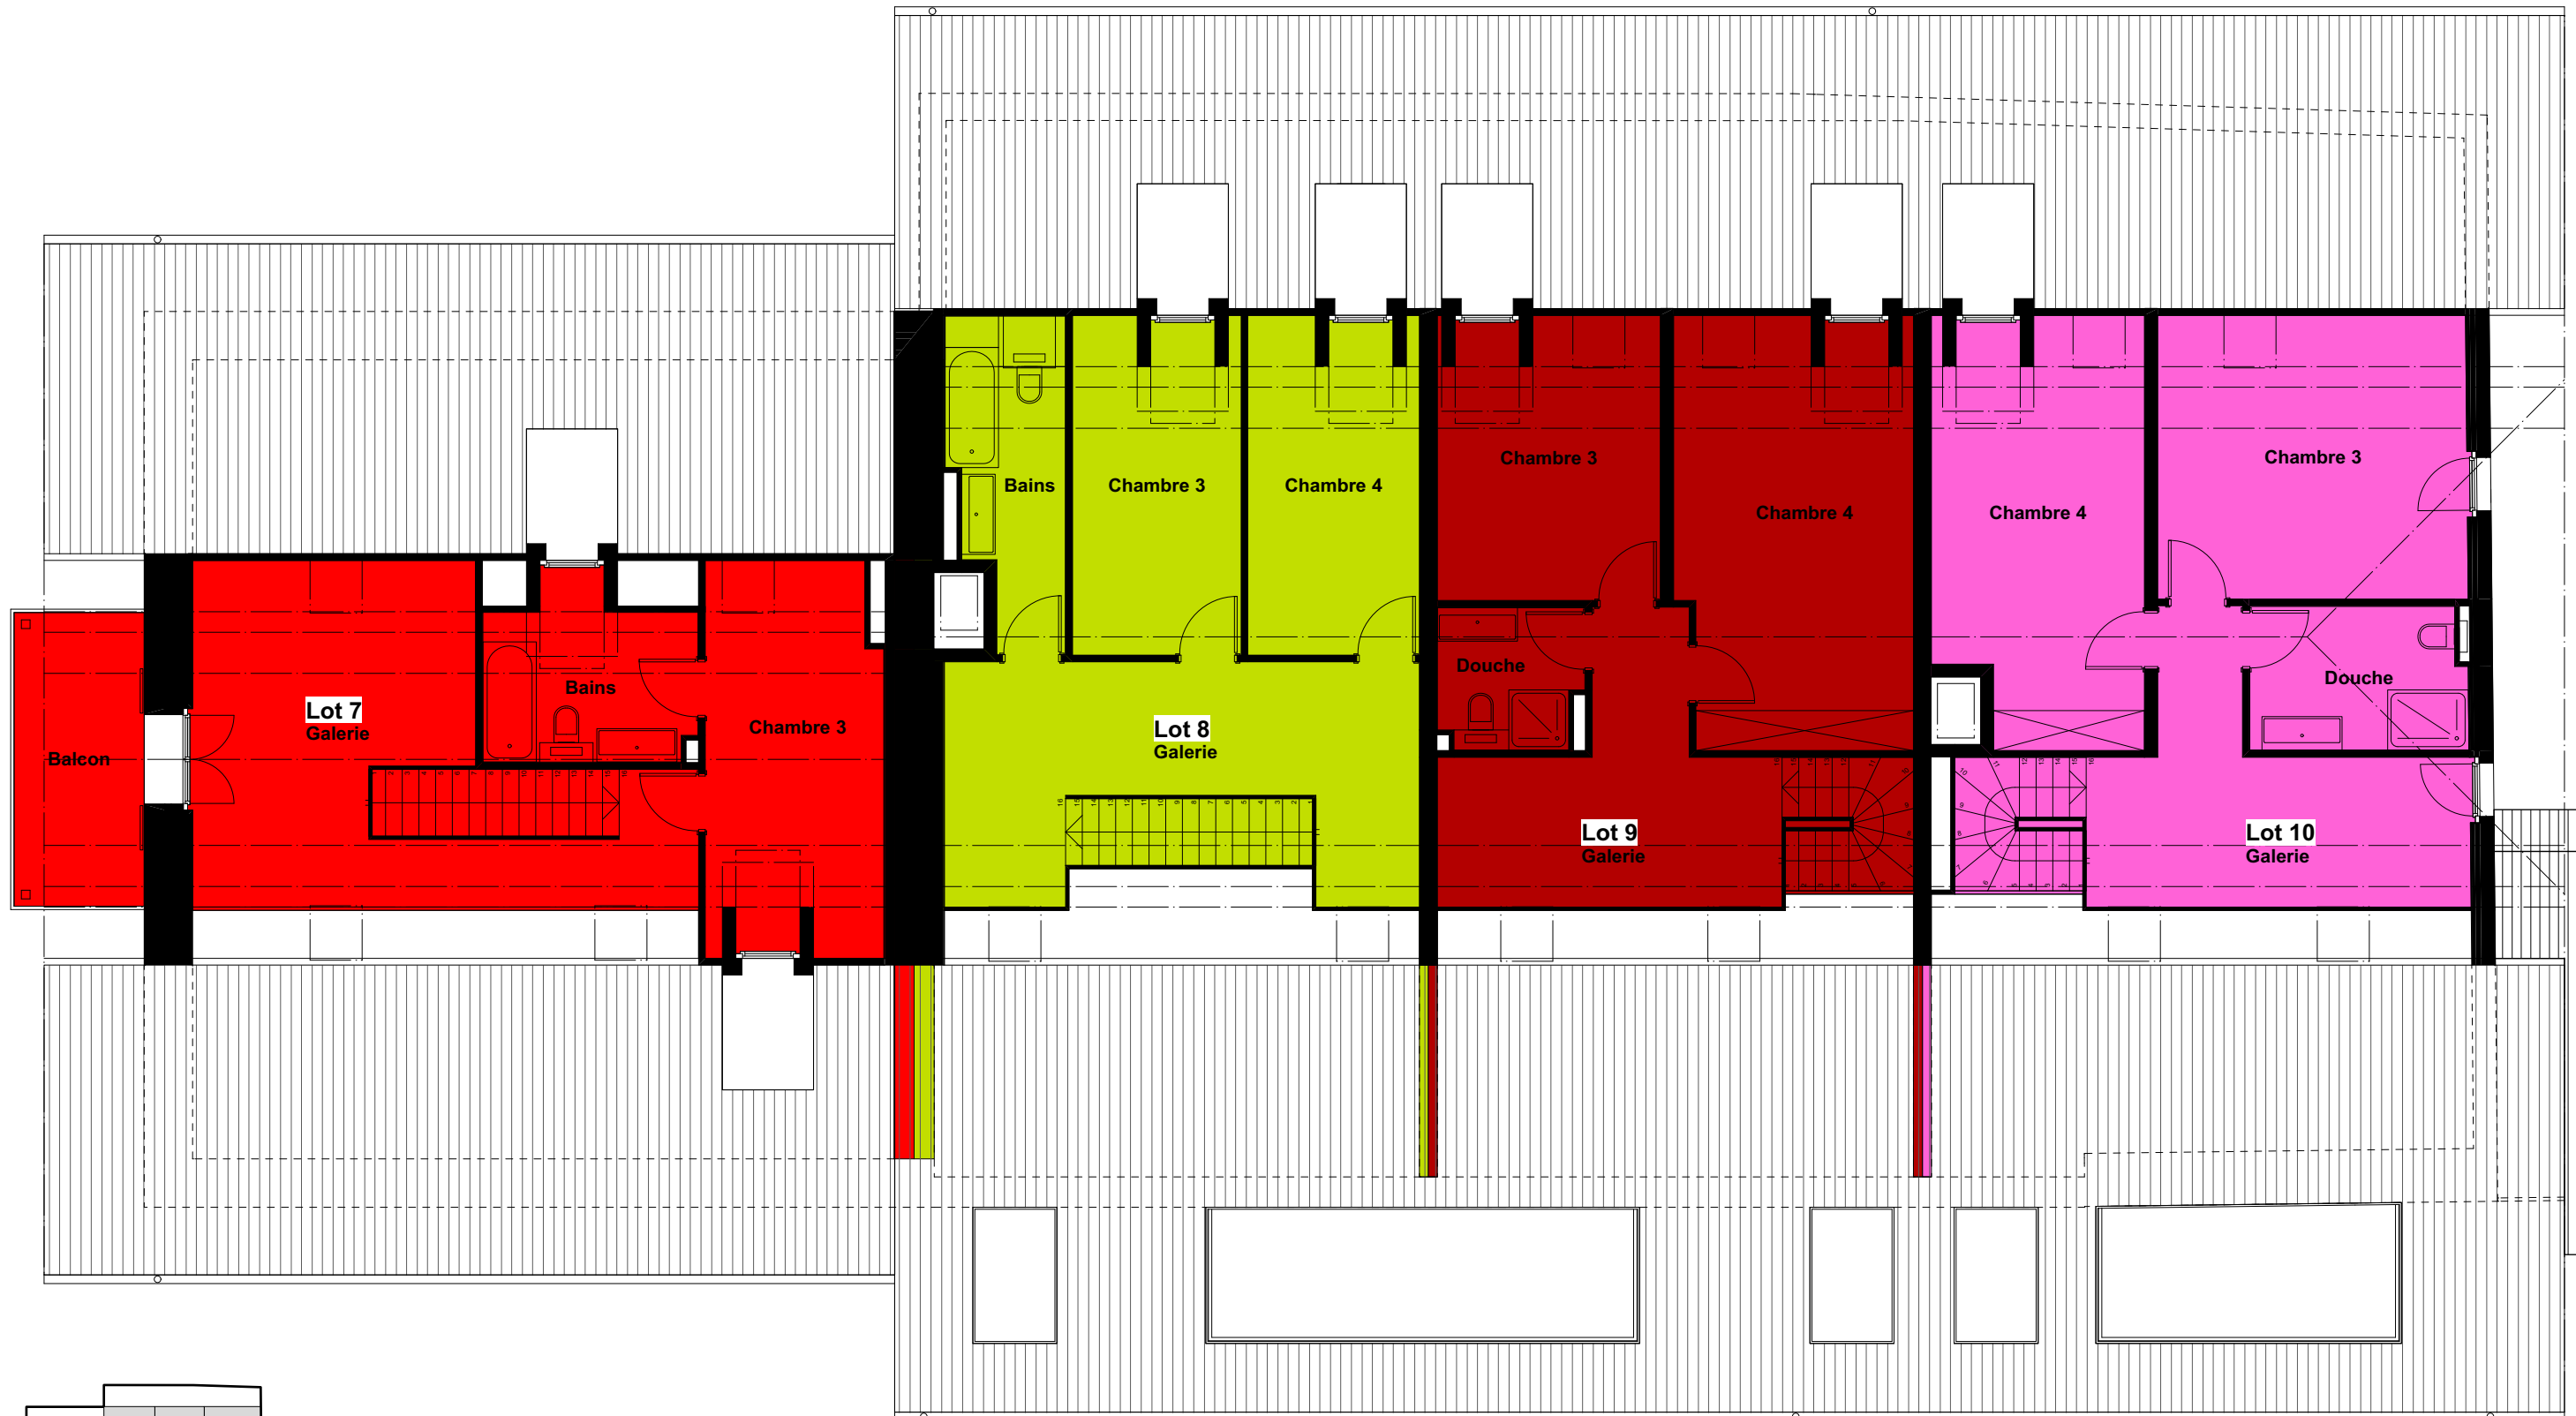 Balcon
Lot 7
Galerie
Bains
Chambre 3
Bains
Chambre 3
Chambre 4
Lot 8
Galerie
Chambre 3
Chambre 4
Douche
Lot 9
Galerie
Chambre 4
Chambre 3
Douche
Lot 10
Galerie